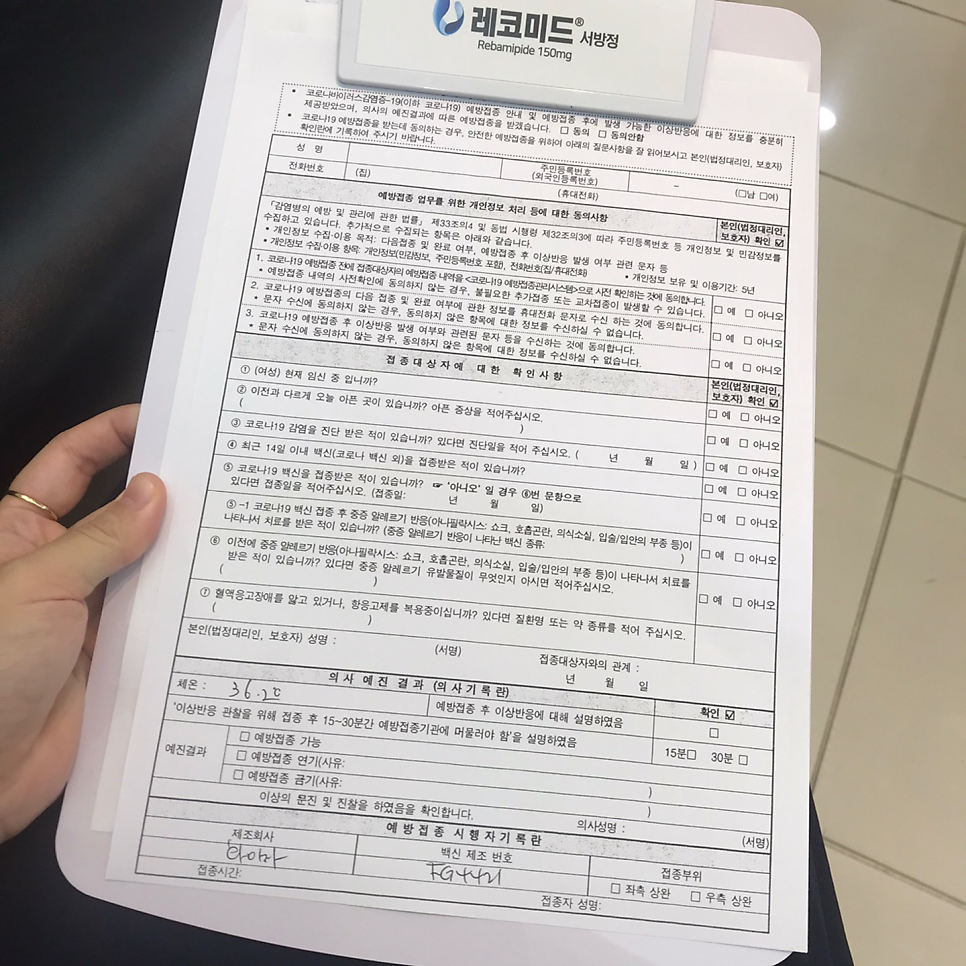 레코미드® 서방정
Rebamipide 150mg
• 코로나바이러스감염증-19(이하 코로나19) 예방접종 안내 및 예방접종 후에 발생 가능한 이상반응에 대한 정보를 충분히
제공받았으며, 의사의 예진결과에 따른 예방접종을 받겠습니다. □ 동의 □ 동의안함
• 코로나19 예방접종을 받는데 동의하는 경우, 안전한 예방접종을 위하여 아래의 질문사항을 잘 읽어보시고 본인(법정대리인, 보호자)
확인란에 기록하여 주시기 바랍니다.
성 명 주민등록번호 (외국인등록번호) - (□남 □여)
전화번호 (집) (휴대전화)
예방접종 업무를 위한 개인정보 처리 등에 대한 동의사항 본인(법정대리인, 보호자) 확인 ☑
「감염병의 예방 및 관리에 관한 법률」 제33조의4 및 동법 시행령 제32조의3에 따라 주민등록번호 등 개인정보 및 민감정보를
수집하고 있습니다. 추가적으로 수집되는 항목은 아래와 같습니다.
• 개인정보 수집·이용 목적: 다음접종 및 완료 여부, 예방접종 후 이상반응 발생 여부 관련 문자 등
• 개인정보 수집·이용 항목: 개인정보(민감정보, 주민등록번호 포함), 전화번호(집/휴대전화) • 개인정보 보유 및 이용기간: 5년
1. 코로나19 예방접종 전에 접종대상자의 예방접종 내역을 <코로나19 예방접종관리시스템>으로 사전 확인하는 것에 동의합니다.
• 예방접종 내역의 사전확인에 동의하지 않는 경우, 불필요한 추가접종 또는 교차접종이 발생할 수 있습니다. □ 예 □ 아니오
2. 코로나19 예방접종의 다음 접종 및 완료 여부에 관한 정보를 휴대전화 문자로 수신 하는 것에 동의합니다.
• 문자 수신에 동의하지 않는 경우, 동의하지 않은 항목에 대한 정보를 수신하실 수 없습니다. □ 예 □ 아니오
3. 코로나19 예방접종 후 이상반응 발생 여부와 관련된 문자 등을 수신하는 것에 동의합니다.
• 문자 수신에 동의하지 않는 경우, 동의하지 않은 항목에 대한 정보를 수신하실 수 없습니다. □ 예 □ 아니오
접종대상자에 대한 확인사항 본인(법정대리인, 보호자) 확인 ☑
① (여성) 현재 임신 중 입니까? □ 예 □ 아니오
② 이전과 다르게 오늘 아픈 곳이 있습니까? 아픈 증상을 적어주십시오.
( ) □ 예 □ 아니오
③ 코로나19 감염을 진단 받은 적이 있습니까? 있다면 진단일을 적어 주십시오. ( 년 월 일 ) □ 예 □ 아니오
④ 최근 14일 이내 백신(코로나 백신 외)을 접종받은 적이 있습니까? □ 예 □ 아니오
⑤ 코로나19 백신을 접종받은 적이 있습니까? ☞ '아니오' 일 경우 ⑥번 문항으로
있다면 접종일을 적어주십시오. (접종일: 년 월 일) □ 예 □ 아니오
⑤-1 코로나19 백신 접종 후 중증 알레르기 반응(아나필락시스: 쇼크, 호흡곤란, 의식소실, 입술/입안의 부종 등)이
나타나서 치료를 받은 적이 있습니까? (중증 알레르기 반응이 나타난 백신 종류: ) □ 예 □ 아니오
⑥ 이전에 중증 알레르기 반응(아나필락시스: 쇼크, 호흡곤란, 의식소실, 입술/입안의 부종 등)이 나타나서 치료를
받은 적이 있습니까? 있다면 중증 알레르기 유발물질이 무엇인지 아시면 적어주십시오.
( ) □ 예 □ 아니오
⑦ 혈액응고장애를 앓고 있거나, 항응고제를 복용중이십니까? 있다면 질환명 또는 약 종류를 적어 주십시오.
( )
본인(법정대리인, 보호자) 성명 : (서명) 접종대상자와의 관계 :
년 월 일
의사 예진 결과 (의사기록란) 확인 ☑
체온 : 36.2℃ 예방접종 후 이상반응에 대해 설명하였음 □
'이상반응 관찰을 위해 접종 후 15~30분간 예방접종기관에 머물러야 함'을 설명하였음 15분□ 30분 □
예진결과 □ 예방접종 가능
□ 예방접종 연기(사유: )
□ 예방접종 금기(사유: )
이상의 문진 및 진찰을 하였음을 확인합니다. 의사성명 : (서명)
예방접종 시행자기록란
제조회사 백신 제조 번호 접종부위
화이자 FG4421 □ 좌측 상완 □ 우측 상완
접종시간: 접종자 성명: